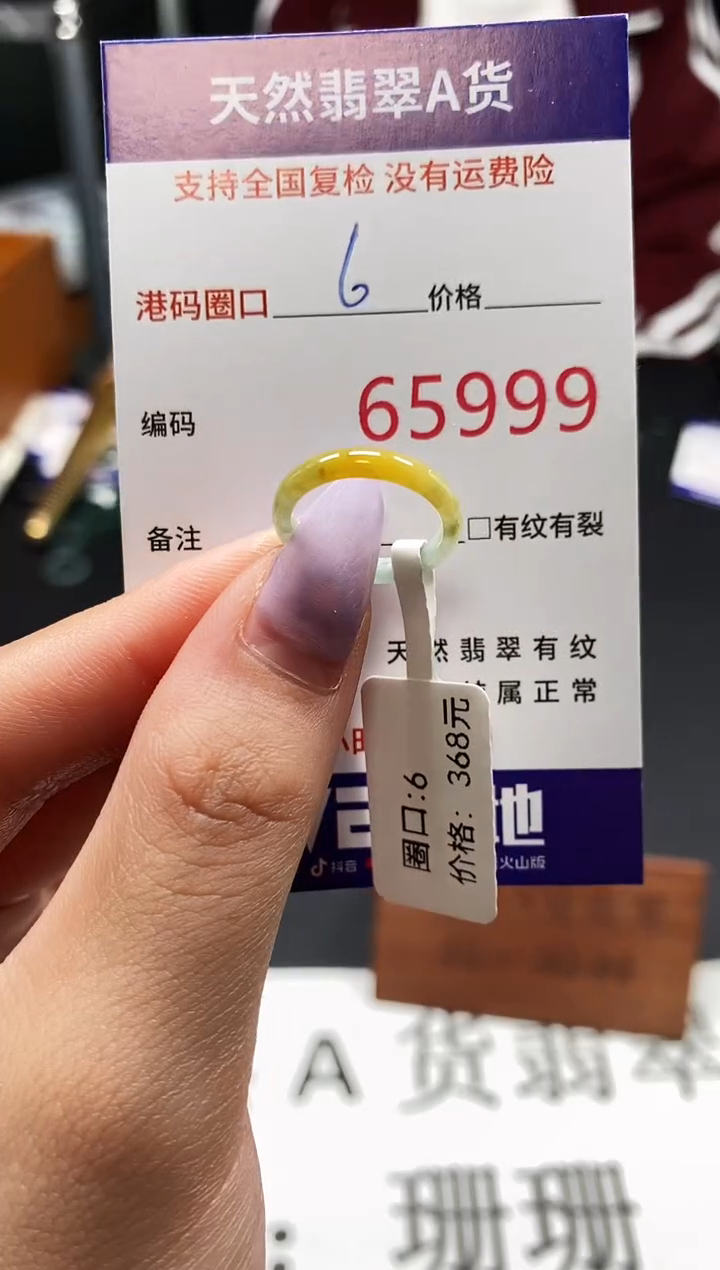 天然翡翠A货
支持全国复检 没有运费险
港码圈口 6 价格
编码 65999
备注 □有纹有裂
天然翡翠有纹
属正常
圈口:6
价格: 368元
地
抖音 火山版
A货翡翠
珊珊